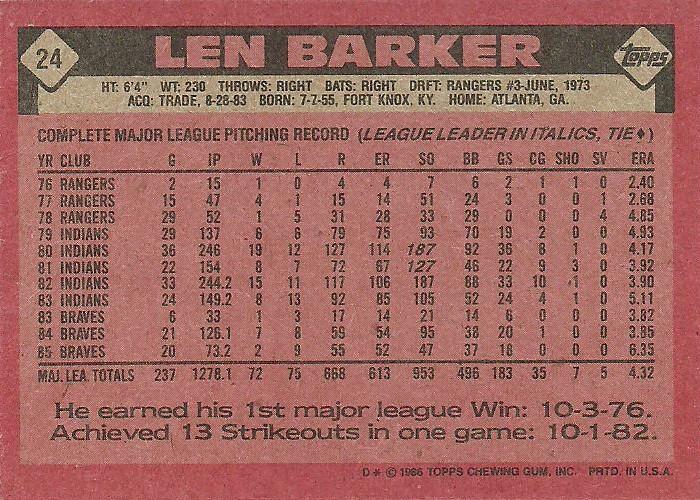 24 LEN BARKER topps
HT: 6'4" WT: 230 THROWS: RIGHT BATS: RIGHT DRFT: RANGERS #3-JUNE, 1973
ACQ: TRADE, 8-28-83 BORN: 7-7-55, FORT KNOX, KY. HOME: ATLANTA, GA.
COMPLETE MAJOR LEAGUE PITCHING RECORD (LEAGUE LEADER IN ITALICS, TIE♦)
YR CLUB G IP W L R ER SO BB GS CG SHO SV ERA
76 RANGERS 2 15 1 0 4 4 7 6 2 1 1 0 2.40
77 RANGERS 15 47 4 1 15 14 51 24 3 0 0 1 2.68
78 RANGERS 29 52 1 5 31 28 33 29 0 0 0 4 4.85
79 INDIANS 29 137 6 6 79 75 93 70 19 2 0 0 4.93
80 INDIANS 36 246 19 12 127 114 187 92 36 8 1 0 4.17
81 INDIANS 22 154 8 7 72 67 127 46 22 9 3 0 3.92
82 INDIANS 33 244.2 15 11 117 106 187 88 33 10 1 0 3.90
83 INDIANS 24 149.2 8 13 92 85 105 52 24 4 1 0 5.11
83 BRAVES 6 33 1 3 17 14 21 14 6 0 0 0 3.82
84 BRAVES 21 126.1 7 8 59 54 95 38 20 1 0 0 3.85
85 BRAVES 20 73.2 2 9 55 52 47 37 18 0 0 0 6.35
MAJ. LEA. TOTALS 237 1278.1 72 75 668 613 953 496 183 35 7 5 4.32
He earned his 1st major league Win: 10-3-76.
Achieved 13 Strikeouts in one game: 10-1-82.
D* © 1986 TOPPS CHEWING GUM, INC. PRTD. IN U.S.A.